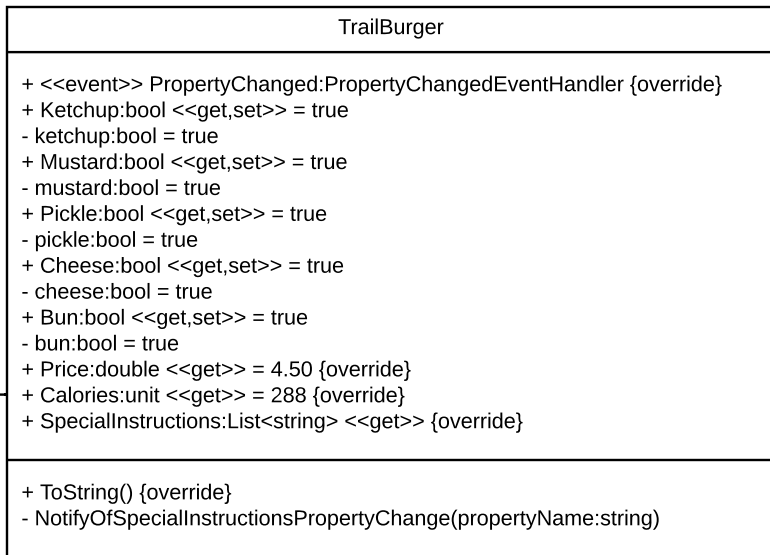 TrailBurger
+ <<event>> PropertyChanged:PropertyChangedEventHandler {override}
+ Ketchup:bool <<get,set>> = true
- ketchup:bool = true
+ Mustard:bool <<get,set>> = true
- mustard:bool = true
+ Pickle:bool <<get,set>> = true
- pickle:bool = true
+ Cheese:bool <<get,set>> = true
- cheese:bool = true
+ Bun:bool <<get,set>> = true
- bun:bool = true
+ Price:double <<get>> = 4.50 {override}
+ Calories:unit <<get>> = 288 {override}
+ SpecialInstructions:List<string> <<get>> {override}
+ ToString() {override}
- NotifyOfSpecialInstructionsPropertyChange(propertyName:string)